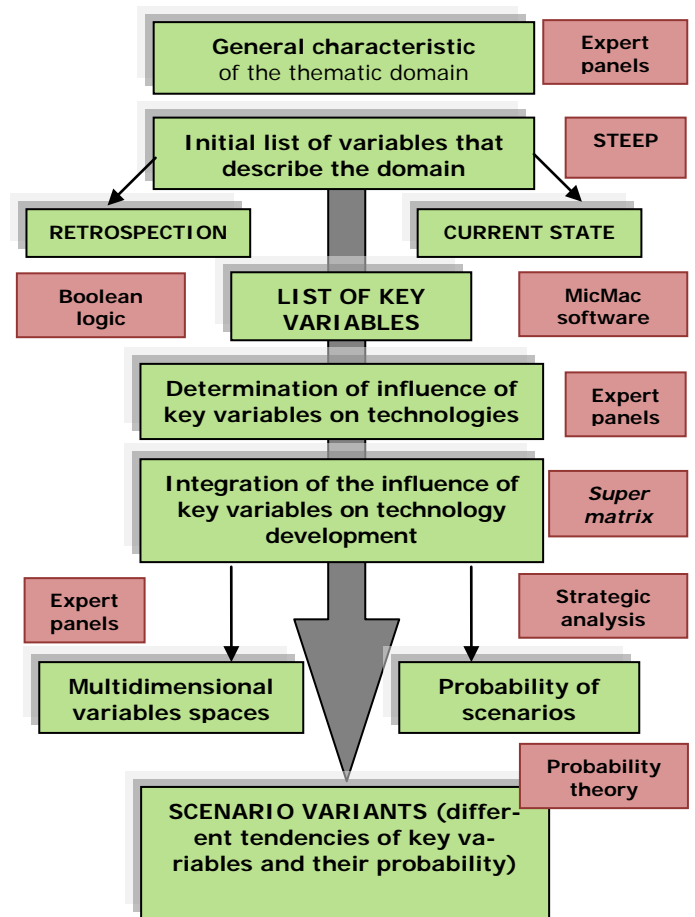 General characteristic
of the thematic domain
Expert
panels
Initial list of variables that
describe the domain
STEEP
RETROSPECTION
CURRENT STATE
Boolean
logic
LIST OF KEY
VARIABLES
MicMac
software
Determination of influence of
key variables on technologies
Expert
panels
Integration of the influence of
key variables on technology
development
Super
matrix
Expert
panels
Strategic
analysis
Multidimensional
variables spaces
Probability of
scenarios
Probability
theory
SCENARIO VARIANTS (differ-
ent tendencies of key va-
riables and their probability)